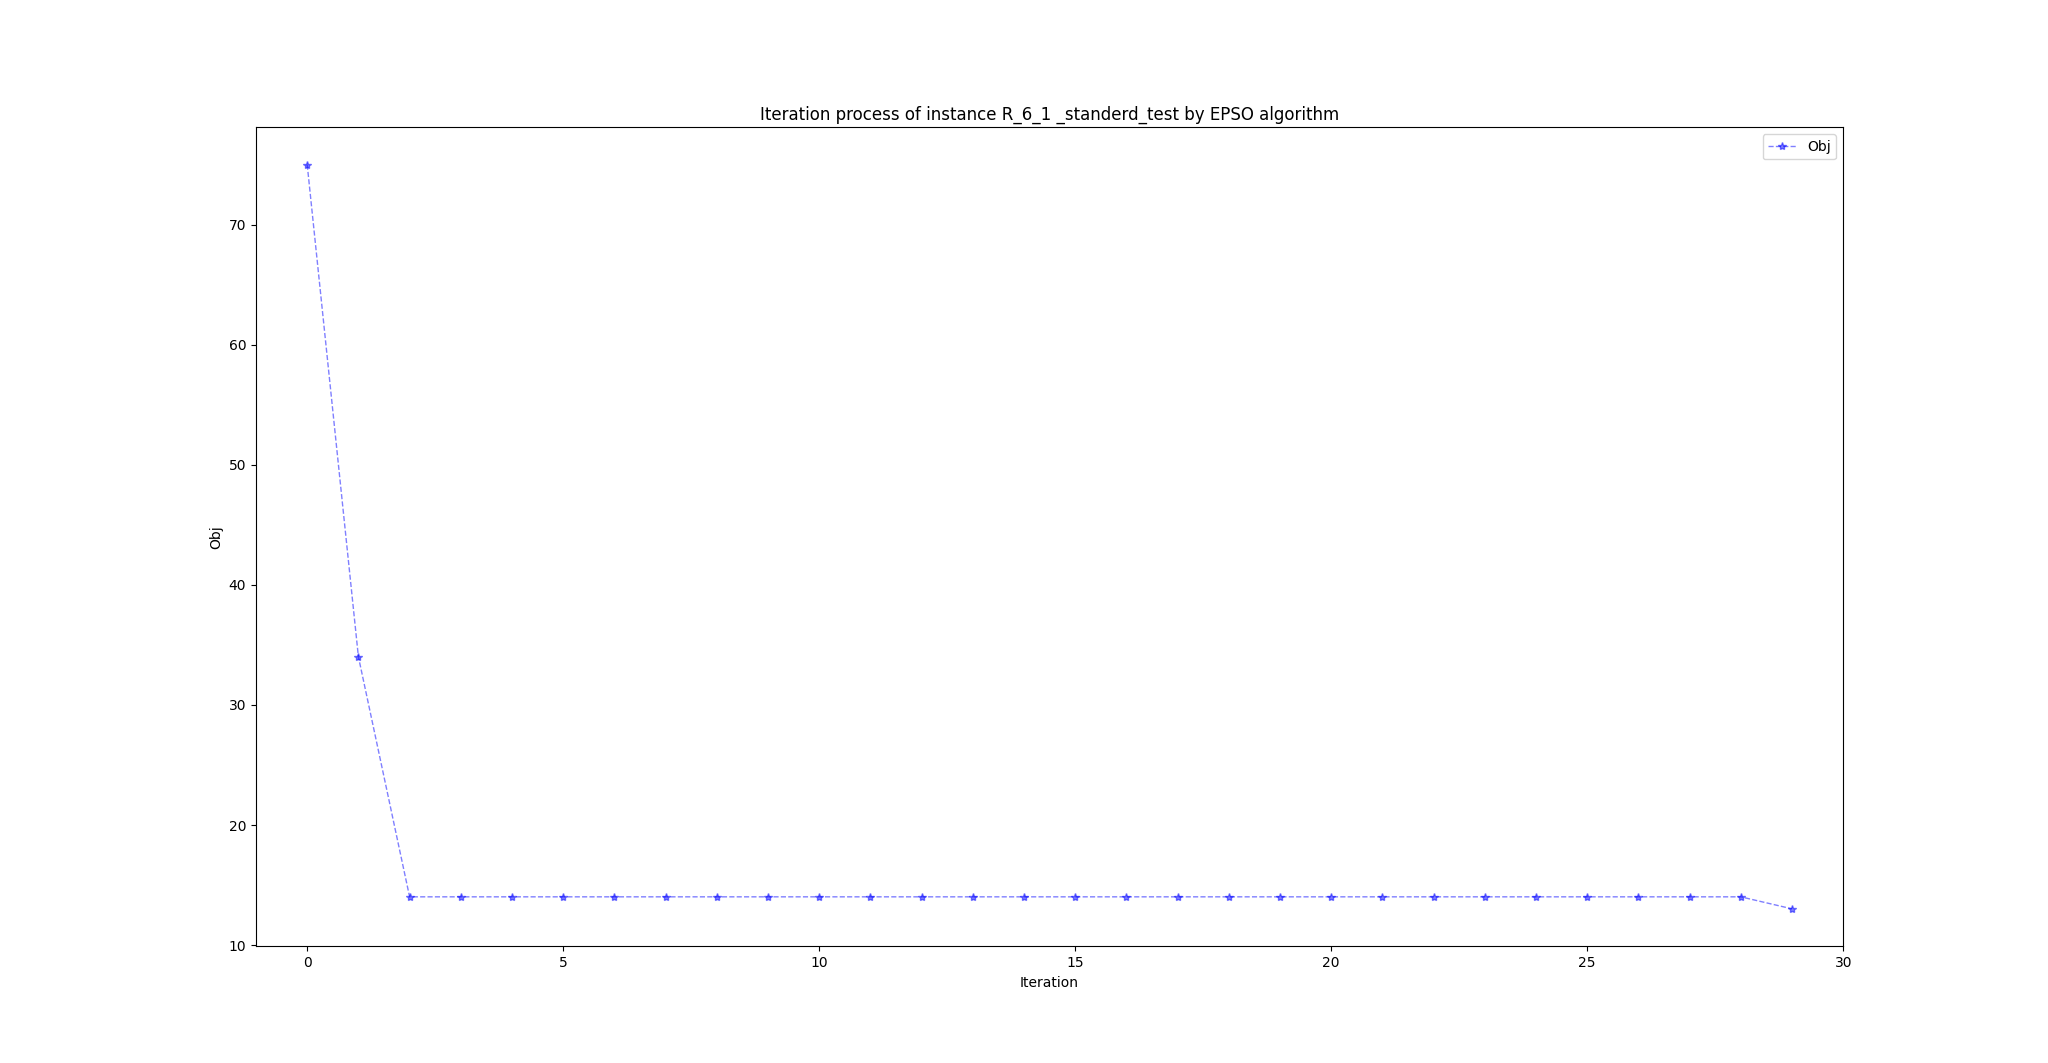 Iteration process of instance R_6_1 _standerd_test by EPSO algorithm
Obj
70
60
50
40
30
20
10
Obj
0 5 10 15 20 25 30
Iteration